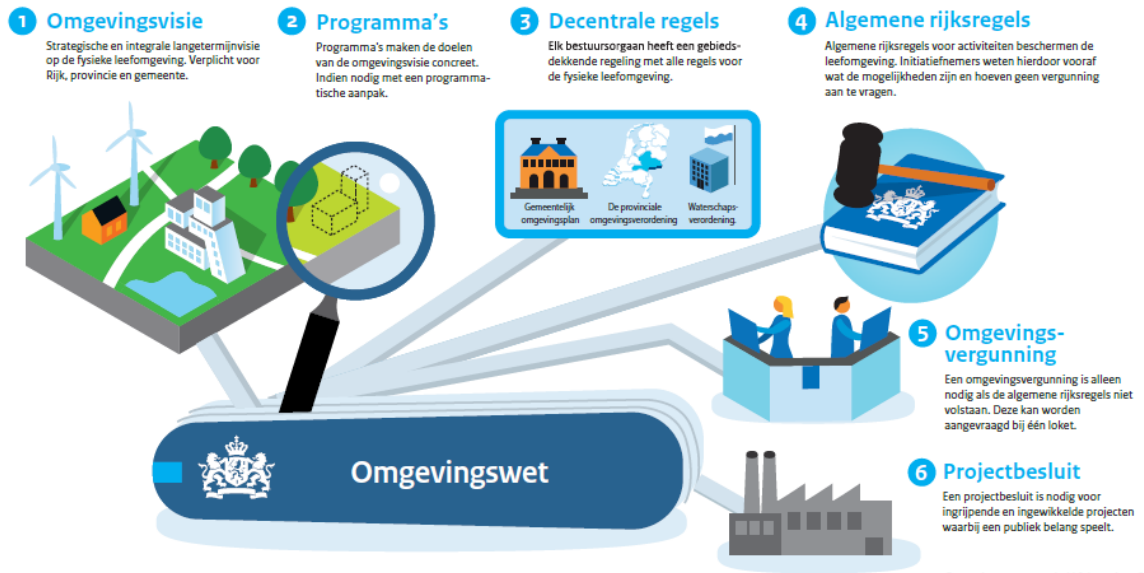 1 Omgevingsvisie
Strategische en integrale langetermijnvisie
op de fysieke leefomgeving. Verplicht voor
Rijk, provincie en gemeente.
2 Programma's
Programma's maken de doelen
van de omgevingsvisie concreet.
Indien nodig met een programma-
tische aanpak.
3 Decentrale regels
Elk bestuursorgaan heeft een gebieds-
dekkende regeling met alle regels voor
de fysieke leefomgeving.
Gemeentelijk
omgevingsplan
De provinciale
omgevingsverordening
Waterschaps-
verordening.
4 Algemene rijksregels
Algemene rijksregels voor activiteiten beschermen de
leefomgeving. Initiatiefnemers weten hierdoor vooraf
wat de mogelijkheden zijn en hoeven geen vergunning
aan te vragen.
5 Omgevings-
vergunning
Een omgevingsvergunning is alleen
nodig als de algemene rijksregels niet
volstaan. Deze kan worden
aangevraagd bij één loket.
6 Projectbesluit
Een projectbesluit is nodig voor
ingrijpende en ingewikkelde projecten
waarbij een publiek belang speelt.
Omgevingswet